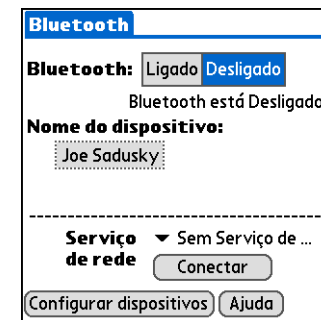 Bluetooth
Bluetooth: Ligado Desligado
Bluetooth está Desligado
Nome do dispositivo:
Joe Sadusky
Serviço Sem Serviço de ...
de rede Conectar
Configurar dispositivos Ajuda